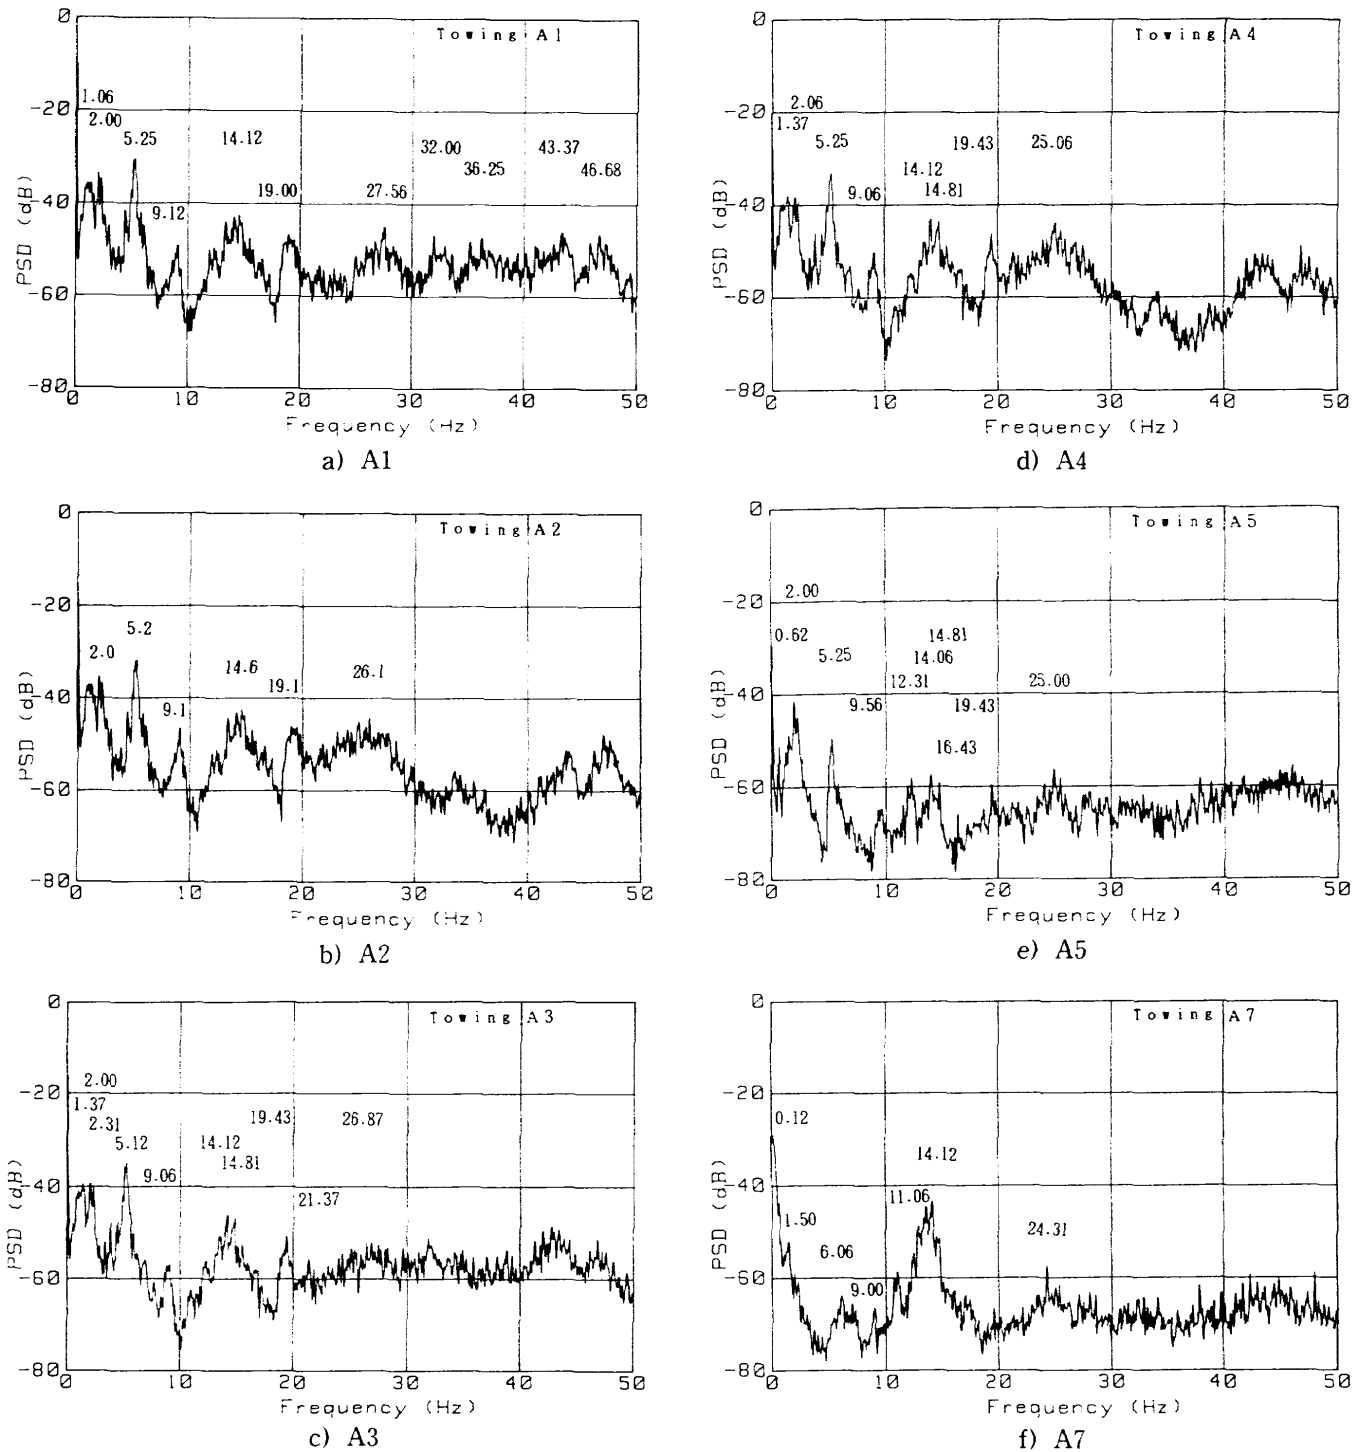 0
Towing A1
-20
1.06
2.00
5.25
14.12
32.00
43.37
36.25
46.68
19.00
27.56
9.12
-40
-60
-80
PSD (dB)
0 10 20 30 40 50
Frequency (Hz)
a) A1
0
Towing A2
-20
5.2
2.0
14.6
26.1
19.1
9.1
-40
-60
-80
PSD (dB)
0 10 20 30 40 50
Frequency (Hz)
b) A2
0
Towing A3
-20
2.00
1.37
2.31
5.12
14.12
19.43
26.87
9.06
14.81
21.37
-40
-60
-80
PSD (dB)
0 10 20 30 40 50
Frequency (Hz)
c) A3
0
Towing A4
-20
2.06
1.37
5.25
19.43
25.06
14.12
9.06
14.81
-40
-60
-80
PSD (dB)
0 10 20 30 40 50
Frequency (Hz)
d) A4
0
Towing A5
-20
2.00
0.62
14.81
5.25
14.06
12.31
25.00
9.56
19.43
16.43
-40
-60
-80
PSD (dB)
0 10 20 30 40 50
Frequency (Hz)
e) A5
0
Towing A7
-20
0.12
14.12
11.06
1.50
24.31
6.06
9.00
-40
-60
-80
PSD (dB)
0 10 20 30 40 50
Frequency (Hz)
f) A7